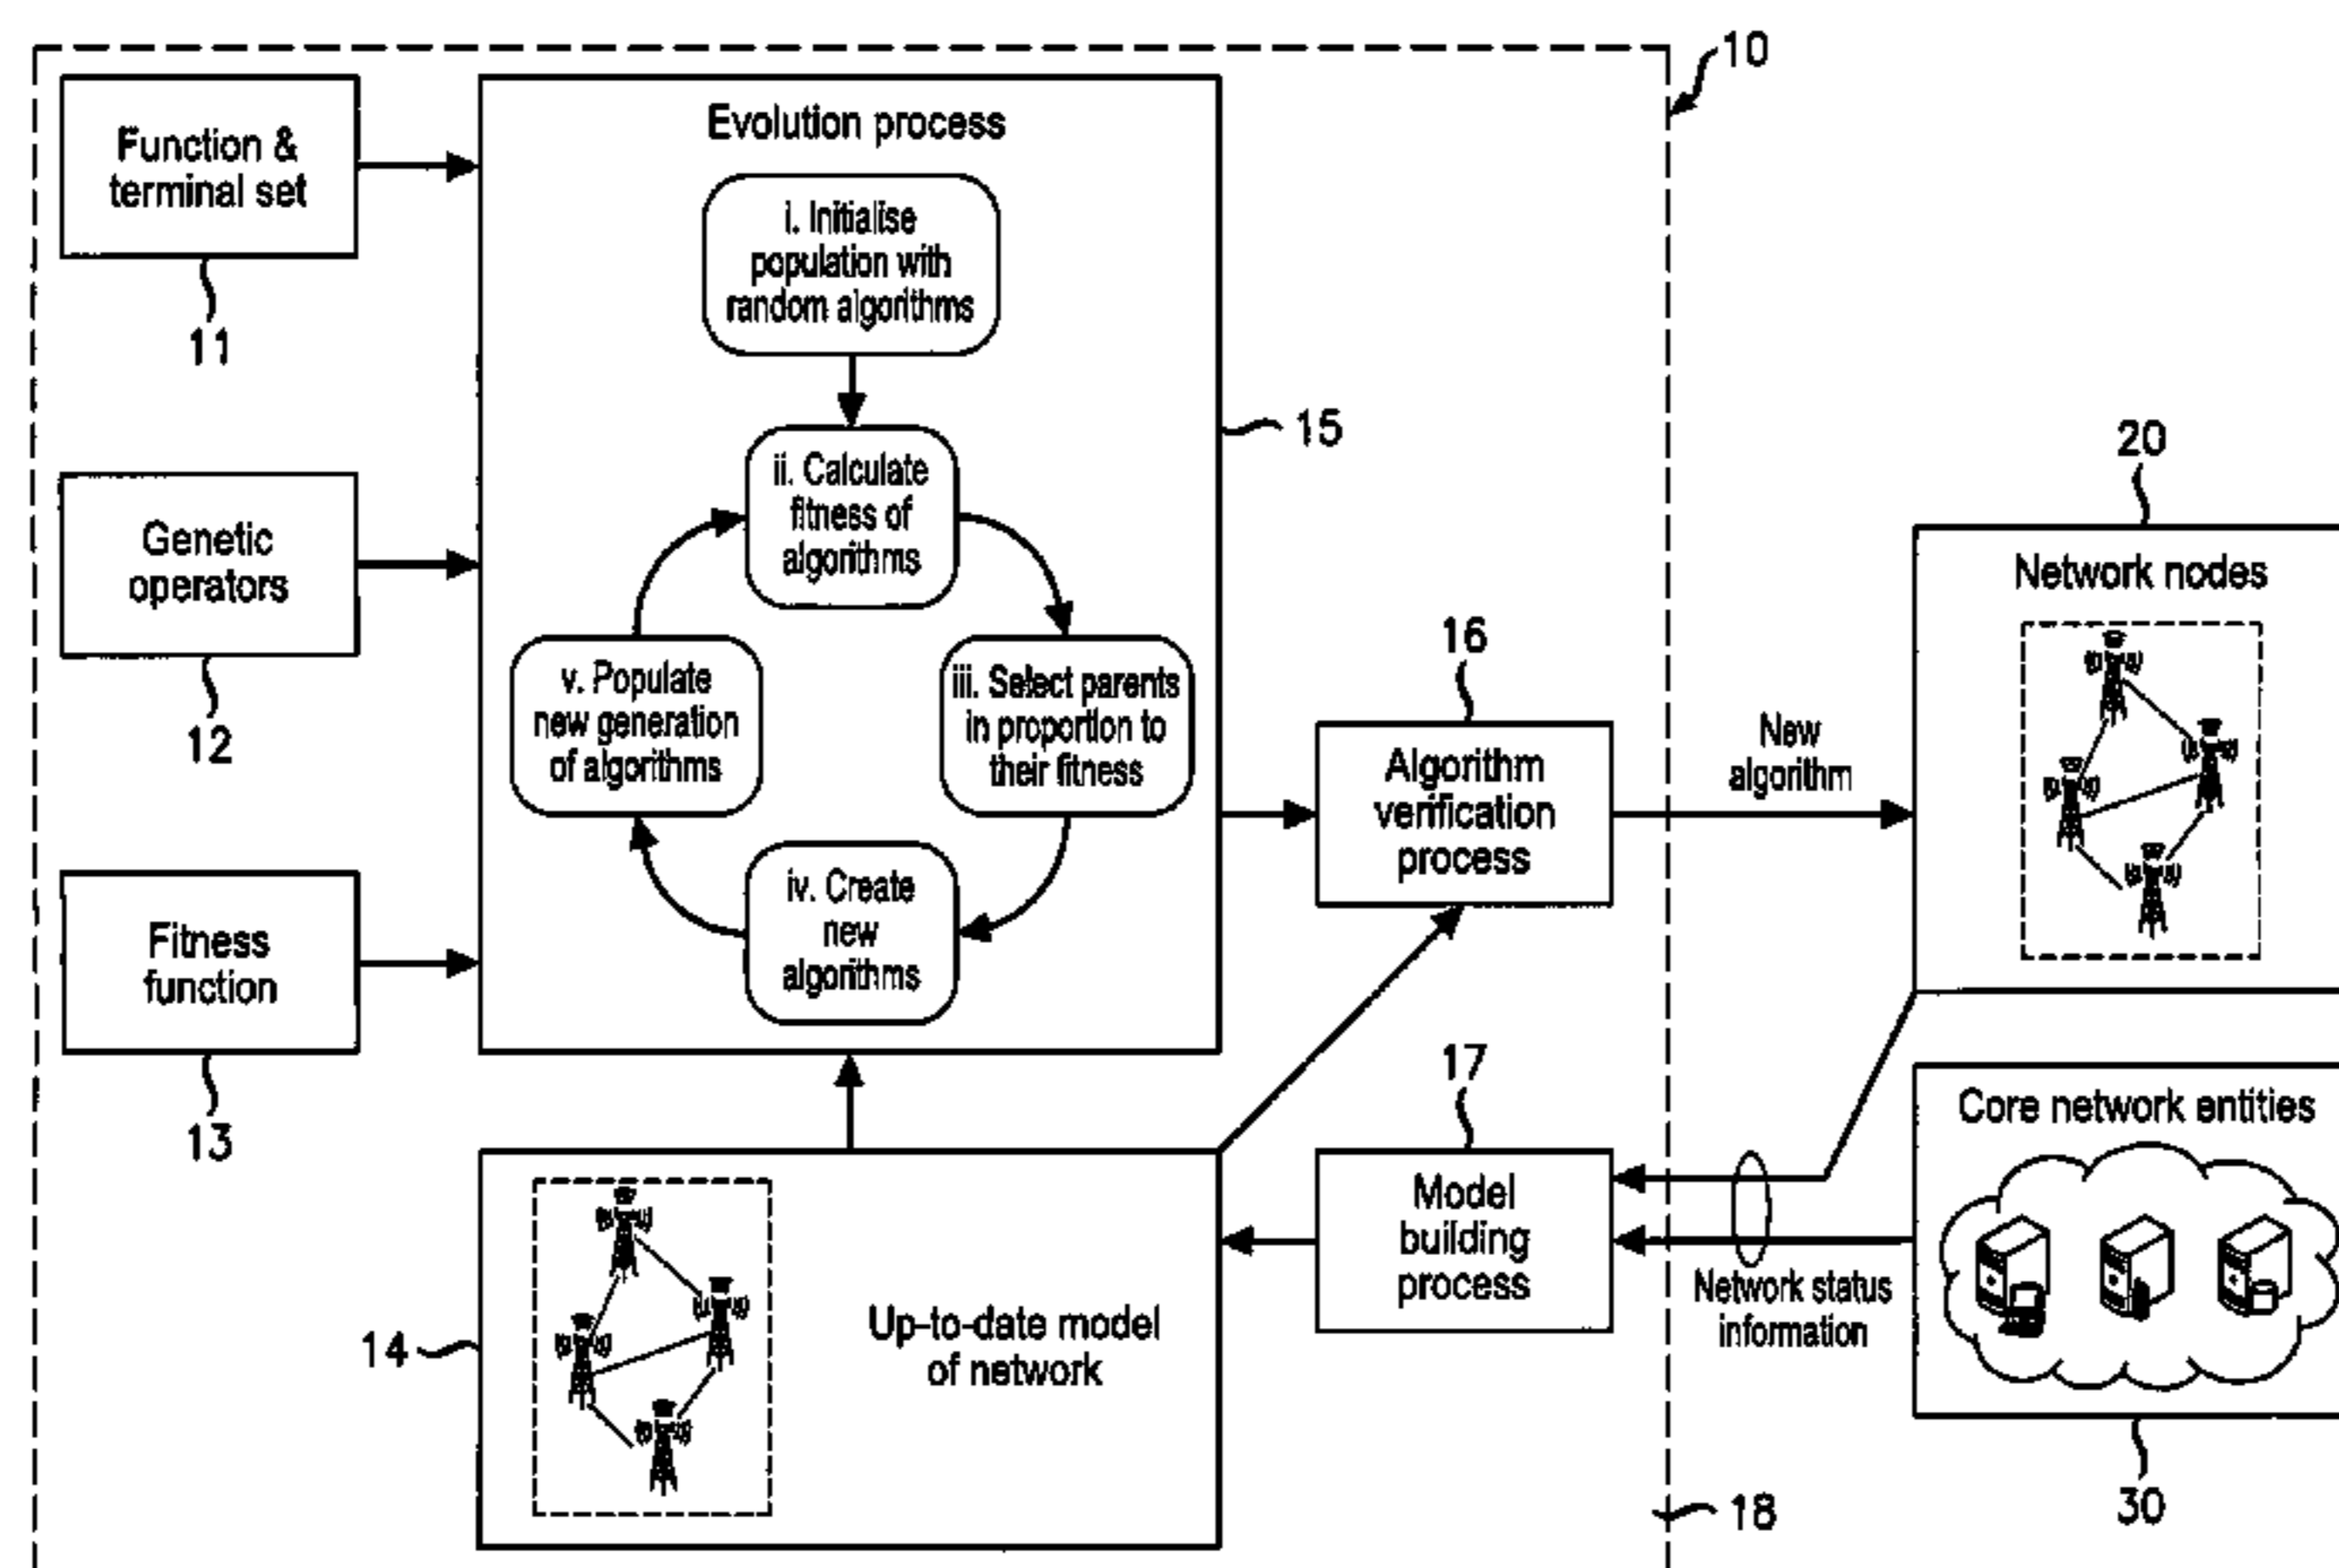 10
Function &
terminal set
11
Evolution process
i. Initialise
population with
random algorithms
ii. Calculate
fitness of
algorithms
15
Genetic
operators
12
v. Populate
new generation
of algorithms
iii. Select parents
in proportion to
their fitness
iv. Create
new
algorithms
Fitness
function
13
16
Algorithm
verification
process
New
algorithm
20
Network nodes
17
Model
building
process
Network status
information
Core network entities
30
14
Up-to-date model
of network
18